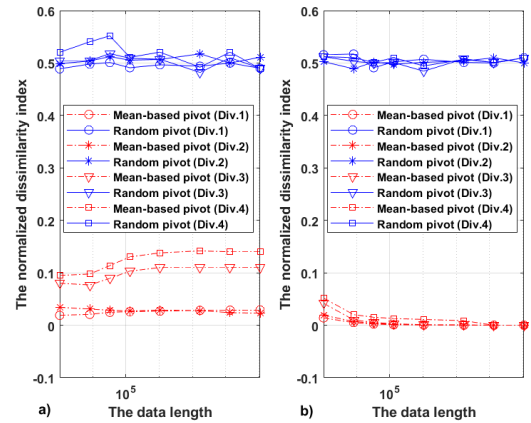 0.6
0.5
0.4
0.3
0.2
0.1
0
-0.1
The normalized dissimilarity index
Mean-based pivot (Div.1)
Random pivot (Div.1)
Mean-based pivot (Div.2)
Random pivot (Div.2)
Mean-based pivot (Div.3)
Random pivot (Div.3)
Mean-based pivot (Div.4)
Random pivot (Div.4)
10^5
a)
The data length
0.6
0.5
0.4
0.3
0.2
0.1
0
-0.1
The normalized dissimilarity index
Mean-based pivot (Div.1)
Random pivot (Div.1)
Mean-based pivot (Div.2)
Random pivot (Div.2)
Mean-based pivot (Div.3)
Random pivot (Div.3)
Mean-based pivot (Div.4)
Random pivot (Div.4)
10^5
b)
The data length